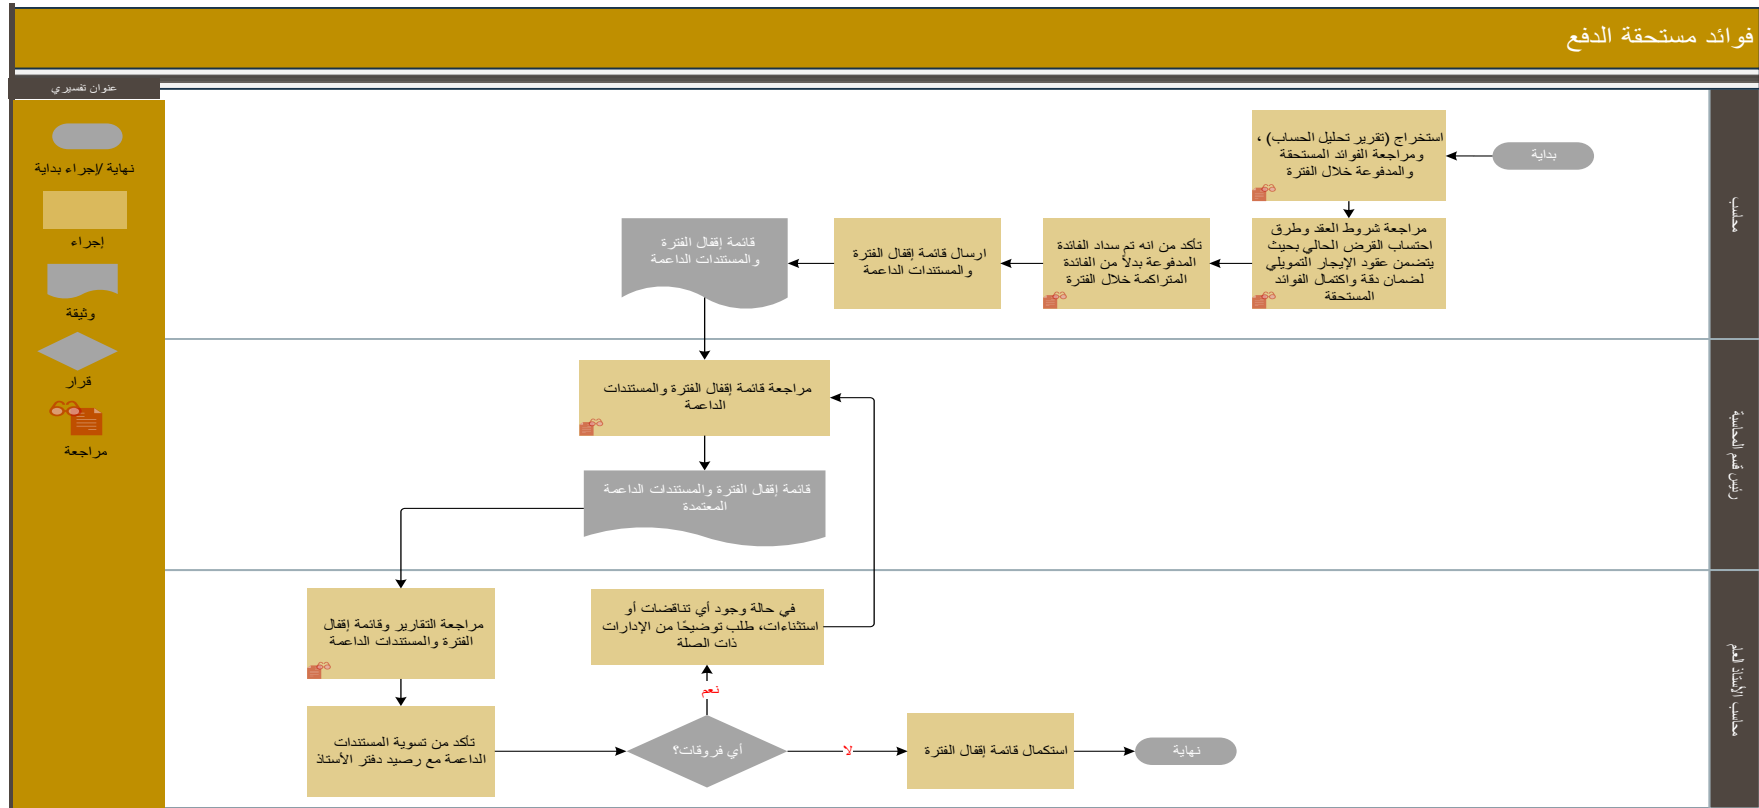 فوائد مستحقة الدفع
عنوان تفسيري
نهاية /إجراء بداية
إجراء
وثيقة
قرار
مراجعة
محاسب
بداية
استخراج (تقرير تحليل الحساب) ،
ومراجعة الفوائد المستحقة
والمدفوعة خلال الفترة
مراجعة شروط العقد وطرق
احتساب القرض الحالي بحيث
يتضمن عقود الإيجار التمويلي
لضمان دقة واكتمال الفوائد
المستحقة
تأكد من انه تم سداد الفائدة
المدفوعة بدلاً من الفائدة
المتراكمة خلال الفترة
ارسال قائمة إقفال الفترة
والمستندات الداعمة
قائمة إقفال الفترة
والمستندات الداعمة
رئيس قسم المحاسبة
مراجعة قائمة إقفال الفترة والمستندات
الداعمة
قائمة إقفال الفترة والمستندات الداعمة
المعتمدة
محاسب الأستاذ لعام
مراجعة التقارير وقائمة إقفال
الفترة والمستندات الداعمة
تأكد من تسوية المستندات
الداعمة مع رصيد دفتر الأستاذ
أي فروقات؟
نعم
في حالة وجود أي تناقضات أو
استثناءات، طلب توضيحًا من الإدارات
ذات الصلة
لا
استكمال قائمة إقفال الفترة
نهاية